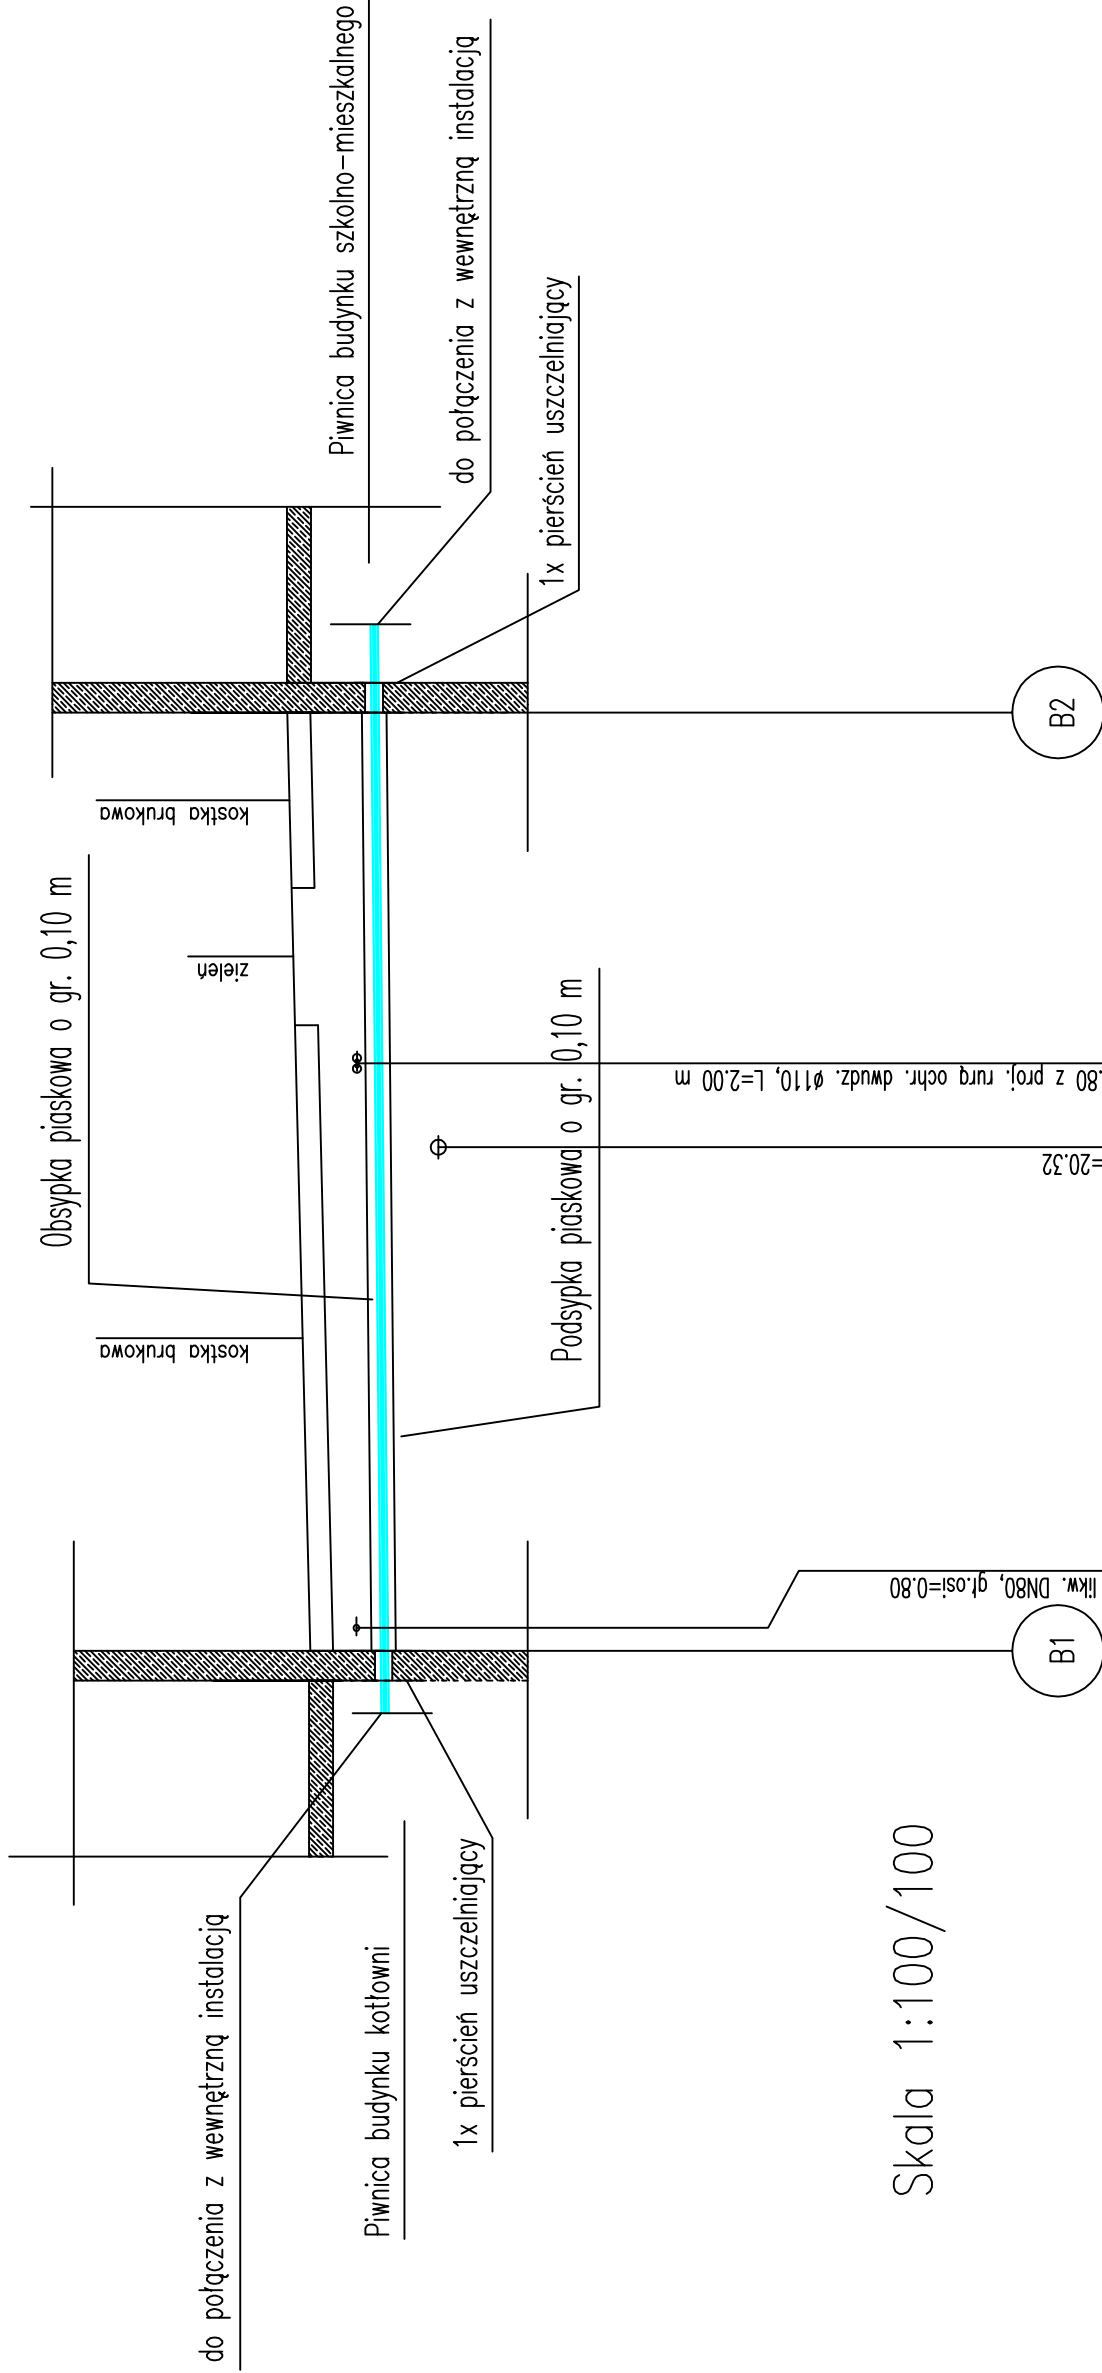 do połączenia z wewnętrzną instalacją
Piwnica budynku kotłowni
1x pierścień uszczelniający
Skala 1:100/100
B1
likw. DN80, gł.osi=0.80
kostka brukowa
Obsypka piaskowa o gr. 0,10 m
Podsypka piaskowa o gr. 0,10 m
=20.32
.80 z proj. rurą ochr. dwudz. ø110, L=2.00 m
zieleń
kostka brukowa
B2
1x pierścień uszczelniający
do połączenia z wewnętrzną instalacją
Piwnica budynku szkolno-mieszkalnego